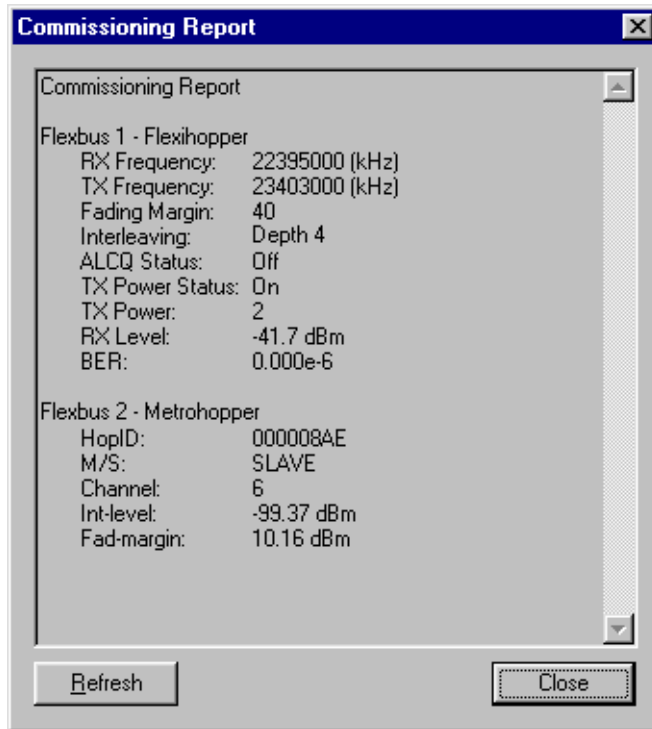 Commissioning Report
Commissioning Report
Flexbus 1 - Flexihopper
RX Frequency: 22395000 (kHz)
TX Frequency: 23403000 (kHz)
Fading Margin: 40
Interleaving: Depth 4
ALCQ Status: Off
TX Power Status: On
TX Power: 2
RX Level: -41.7 dBm
BER: 0.000e-6
Flexbus 2 - Metrohopper
HopID: 000008AE
M/S: SLAVE
Channel: 6
Int-level: -99.37 dBm
Fad-margin: 10.16 dBm
Refresh Close